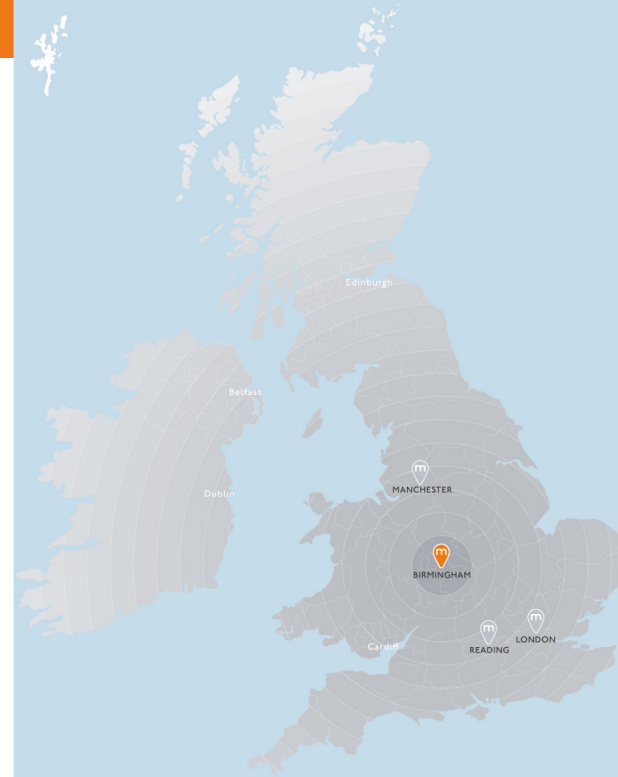 Edinburgh
Belfast
m
MANCHESTER
Dublin
m
BIRMINGHAM
m
m
LONDON
Cardiff
READING